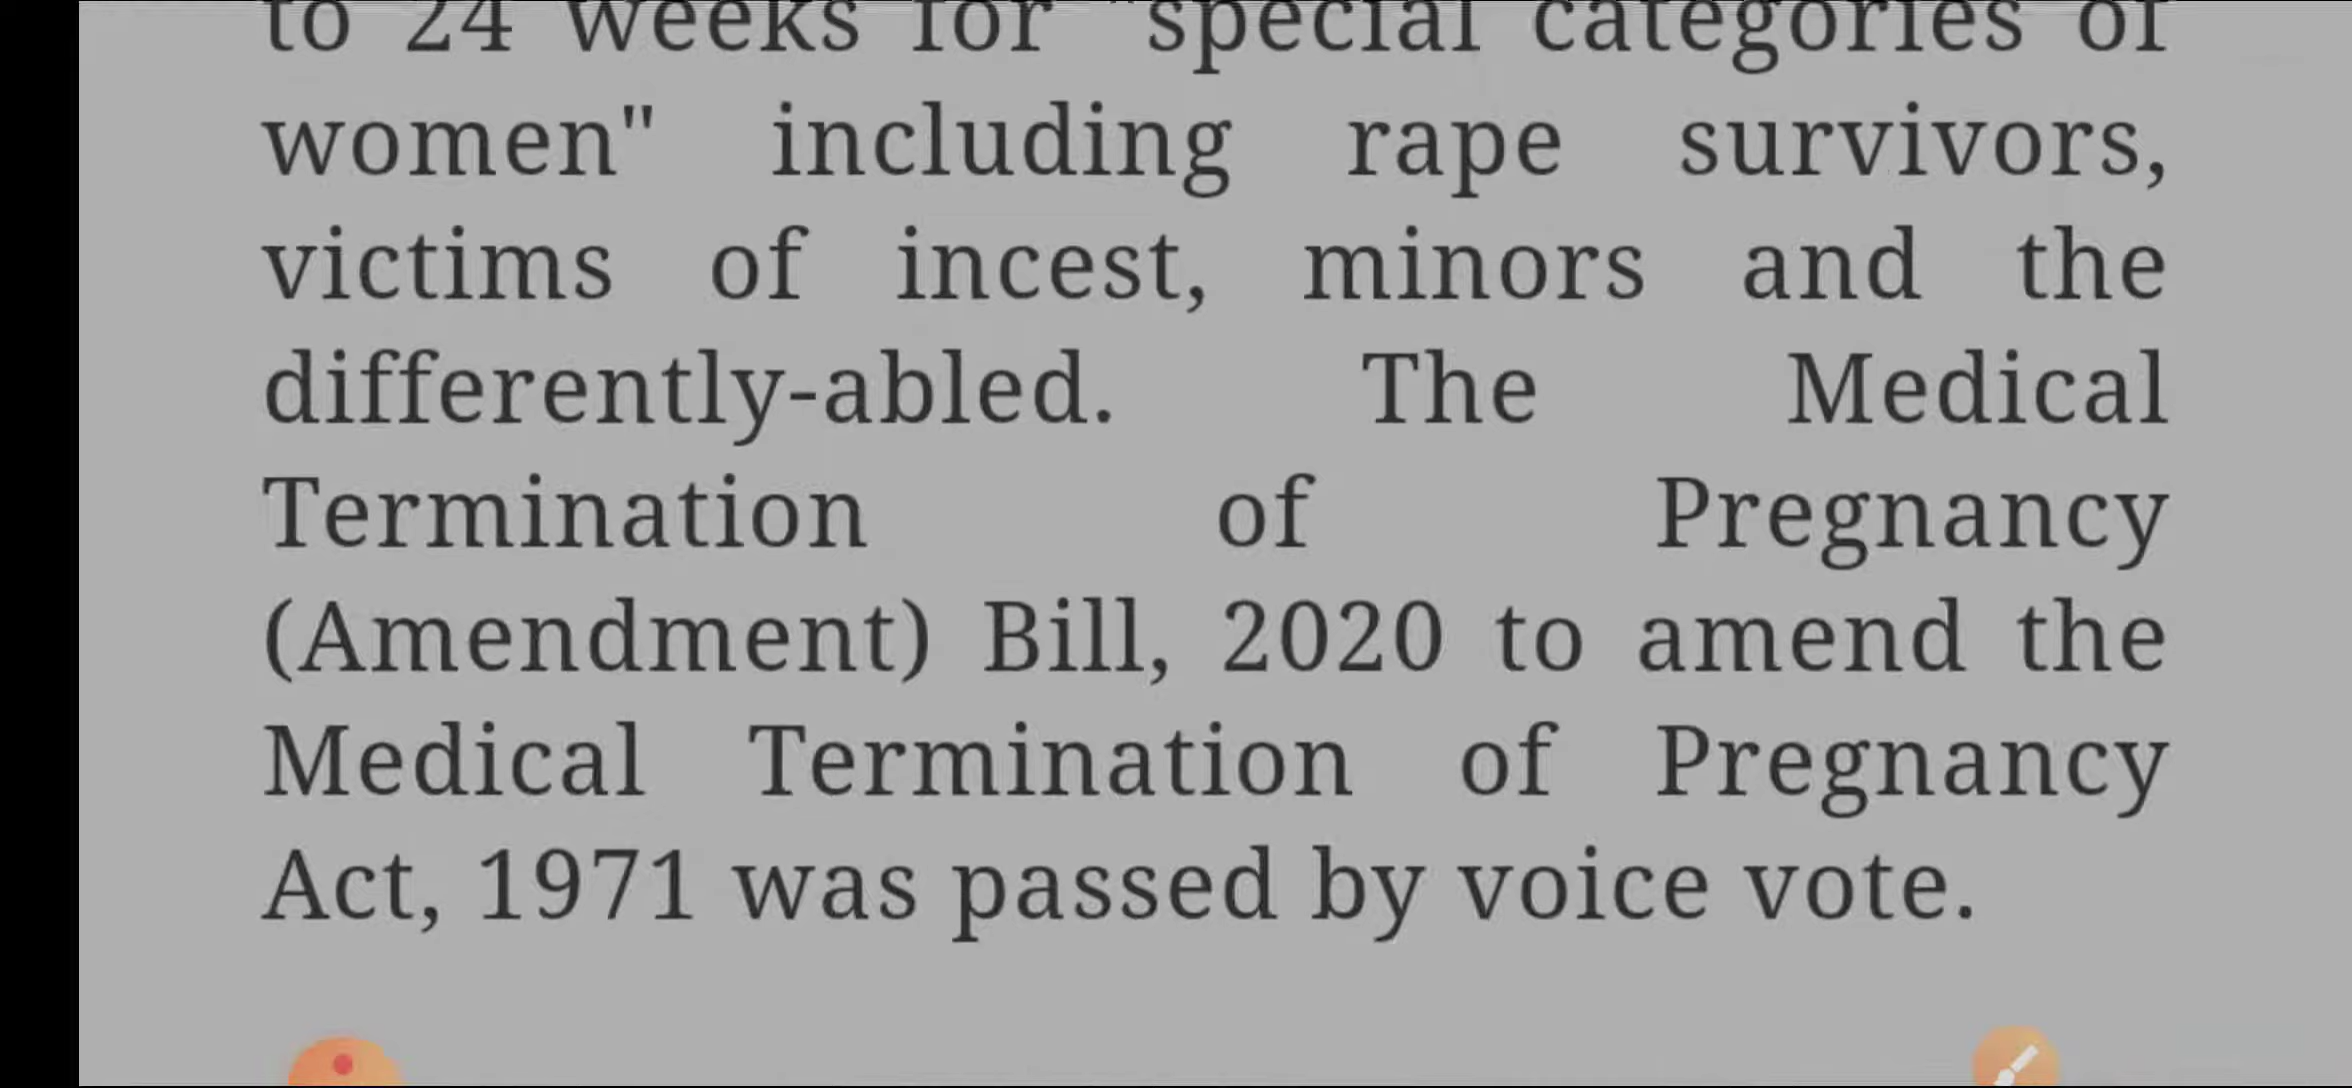 to 24 weeks for "special categories of
women" including rape survivors,
victims of incest, minors and the
differently-abled. The Medical
Termination of Pregnancy
(Amendment) Bill, 2020 to amend the
Medical Termination of Pregnancy
Act, 1971 was passed by voice vote.